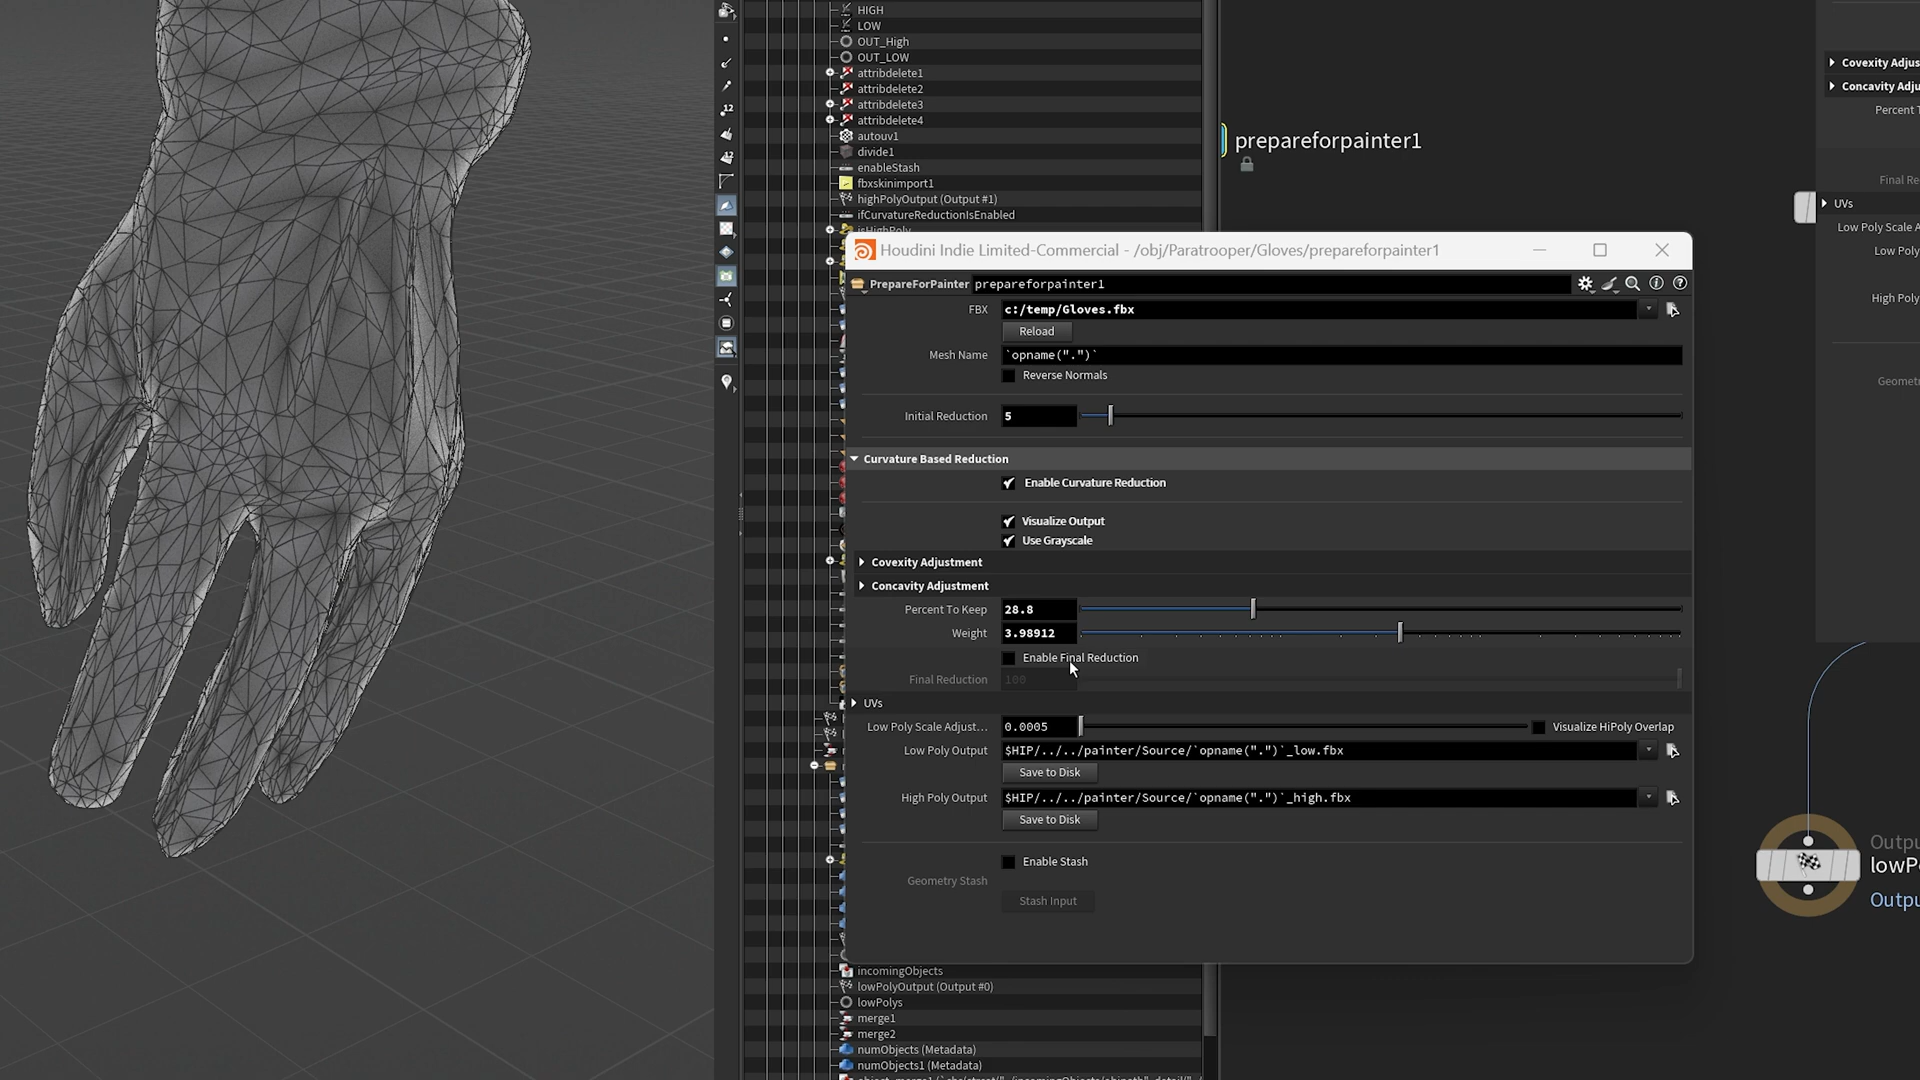 HIGH
LOW
OUT_High
OUT_LOW
attribdelete1
attribdelete2
attribdelete3
attribdelete4
autouv1
divide1
enableStash
fbxskinimport1
highPolyOutput (Output #1)
ifCurvatureReductionIsEnabled
isHighPoly
12
12
prepareforpainter1
Houdini Indie Limited-Commercial - /obj/Paratrooper/Gloves/prepareforpainter1
PrepareForPainter prepareforpainter1
FBX c:/temp/Gloves.fbx
Reload
Mesh Name `opname(".")`
Reverse Normals
Initial Reduction 5
Curvature Based Reduction
Enable Curvature Reduction
Visualize Output
Use Grayscale
Covexity Adjustment
Concavity Adjustment
Percent To Keep 28.8
Weight 3.98912
Enable Final Reduction
Final Reduction 100
UVs
Low Poly Scale Adjust... 0.0005 Visualize HiPoly Overlap
Low Poly Output $HIP/../../painter/Source/`opname(".")`_low.fbx
Save to Disk
High Poly Output $HIP/../../painter/Source/`opname(".")`_high.fbx
Save to Disk
Enable Stash
Geometry Stash
Stash Input
incomingObjects
lowPolyOutput (Output #0)
lowPolys
merge1
merge2
numObjects (Metadata)
numObjects1 (Metadata)
Covexity Adjus
Concavity Adju
Percent T
Final Re
UVs
Low Poly Scale A
Low Poly
High Poly
Geomet
Outpu
lowP
Outpu